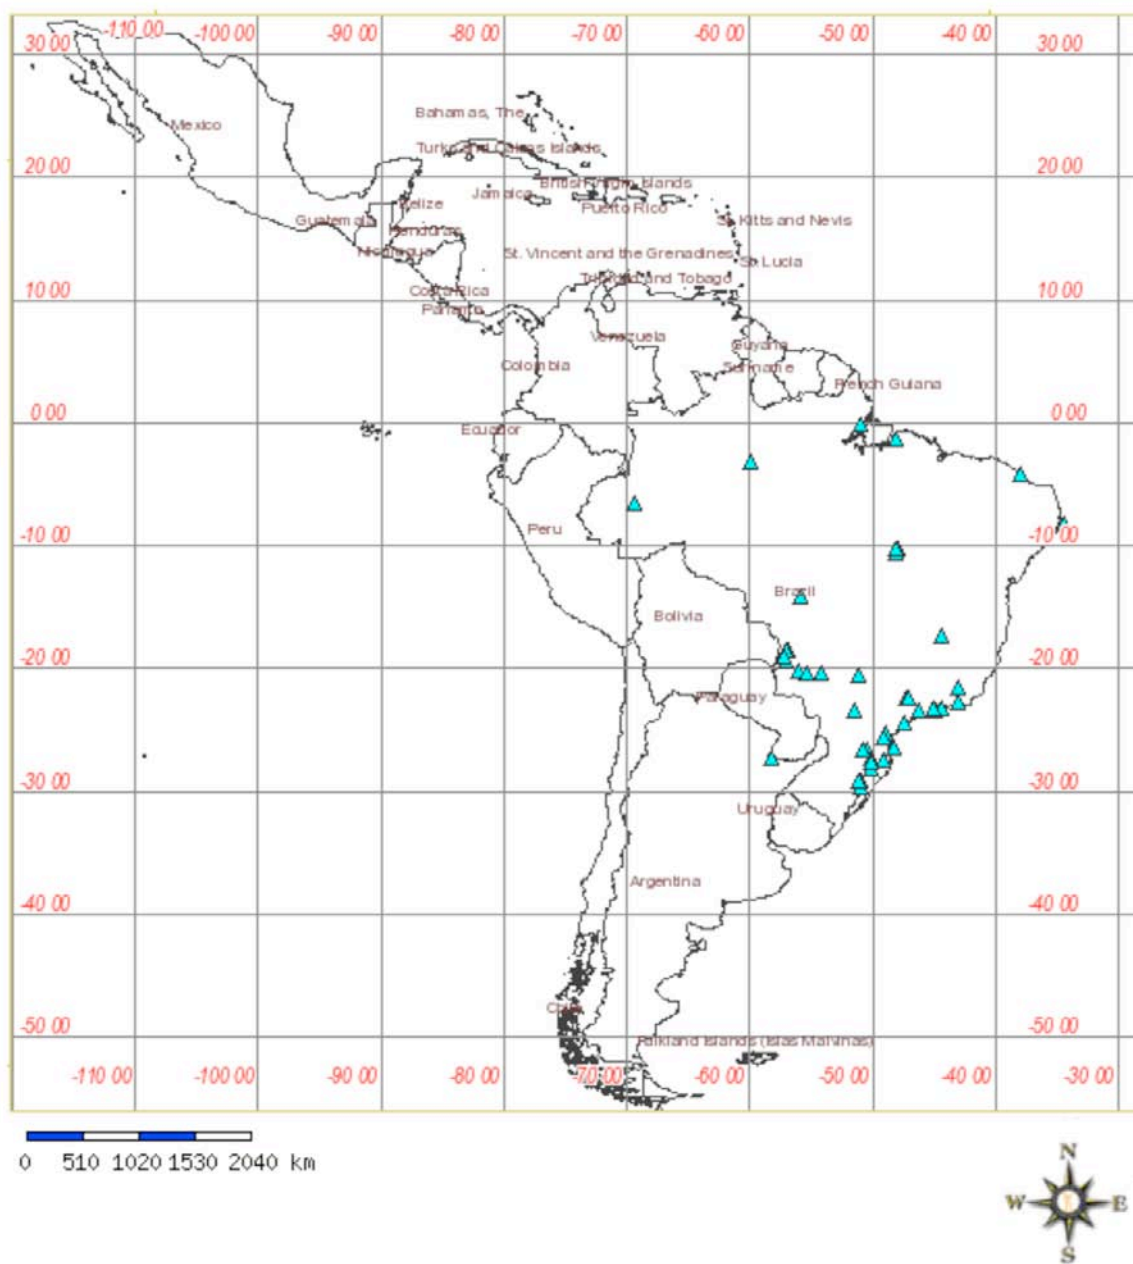 -110 00 -100 00 -90 00 -80 00 -70 00 -60 00 -50 00 -40 00
30 00 30 00
Bahamas, The
Mexico
Turks and Caicos Islands
20 00 20 00
British Virgin Islands
Jamaica
Belize Puerto Rico
Guatemala St. Kitts and Nevis
Honduras
Nicaragua St. Vincent and the Grenadines
St. Lucia
Trinidad and Tobago
Costa Rica
10 00 10 00
Panama
Venezuela
Guyana
Colombia Suriname
French Guiana
0 00 0 00
Ecuador
Peru
-10 00 -10 00
Brasil
Bolivia
-20 00 -20 00
Paraguay
-30 00 -30 00
Uruguay
Argentina
-40 00 -40 00
Chile
-50 00 -50 00
Falkland Islands (Islas Malvinas)
-110 00 -100 00 -90 00 -80 00 -70 00 -60 00 -50 00 -40 00 -30 00
0 510 1020 1530 2040 km
N
W E
S